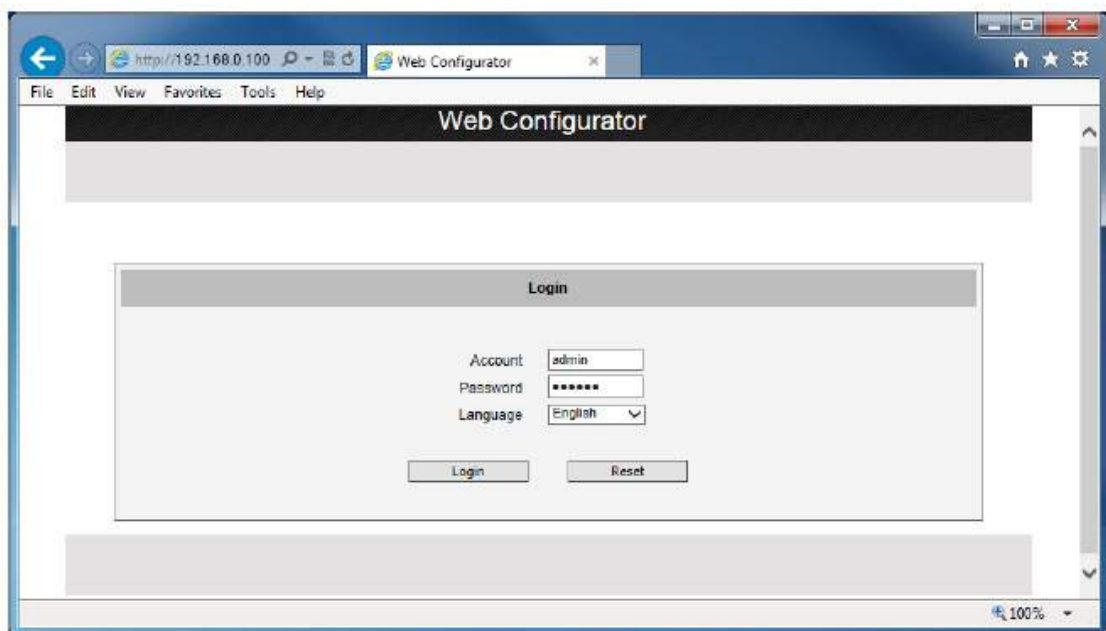 http://192.168.0.100
Web Configurator
File Edit View Favorites Tools Help
Web Configurator
Login
Account admin
Password ••••••
Language English
Login Reset
100%